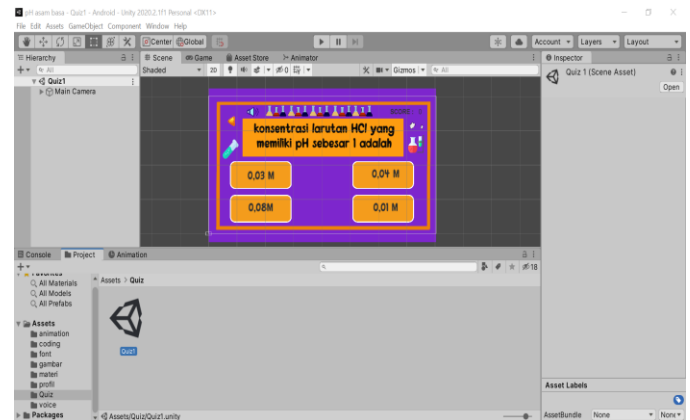 pH asam basa - Quiz1 - Android - Unity 2020.2.1f1 Personal <DX11>
File Edit Assets GameObject Component Window Help
Center Global Account Layers Layout
Hierarchy Scene Game Asset Store Animator Inspector
All Shaded 2D 0 Gizmos All Quiz 1 (Scene Asset)
Quiz1 Open
Main Camera
konsentrasi larutan HCl yang
memiliki pH sebesar 1 adalah
0,03 M 0,04 M
0,08M 0,01 M
Console Project Animation
18
Favorites Assets > Quiz
All Materials
All Models
All Prefabs
Assets
animation
coding
font
gambar Quiz1
materi
profil Asset Labels
Quiz
voice
Packages Assets/Quiz/Quiz1.unity AssetBundle None None